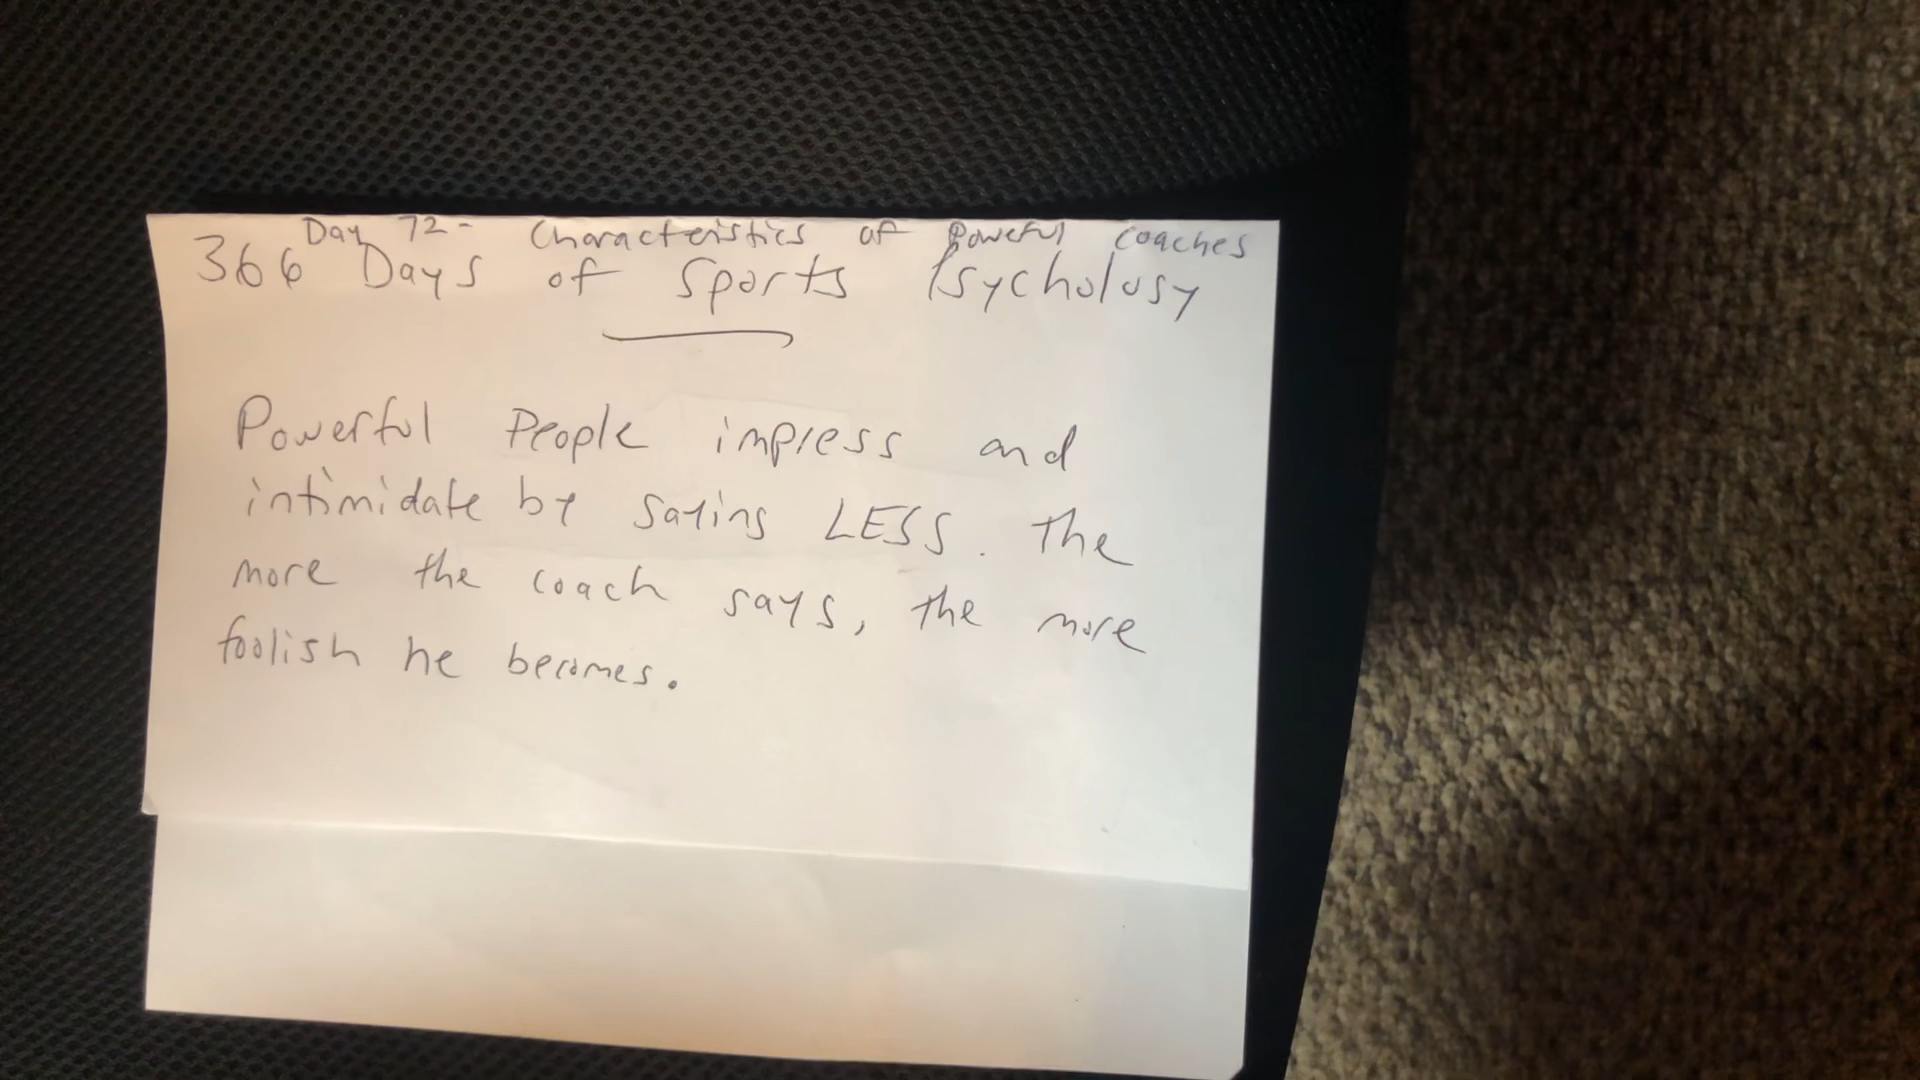 Day 72- Characteristics of Powerful Coaches
366 Days of Sports Psychology
Powerful People impress and
intimidate by saying LESS. The
more the coach says, the more
foolish he becomes.